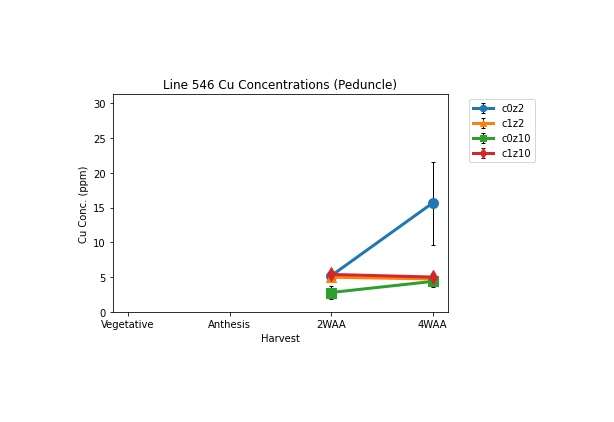 Line 546 Cu Concentrations (Peduncle)
30
25
20
15
10
5
0
Cu Conc. (ppm)
Vegetative Anthesis 2WAA 4WAA
Harvest
c0z2
c1z2
c0z10
c1z10